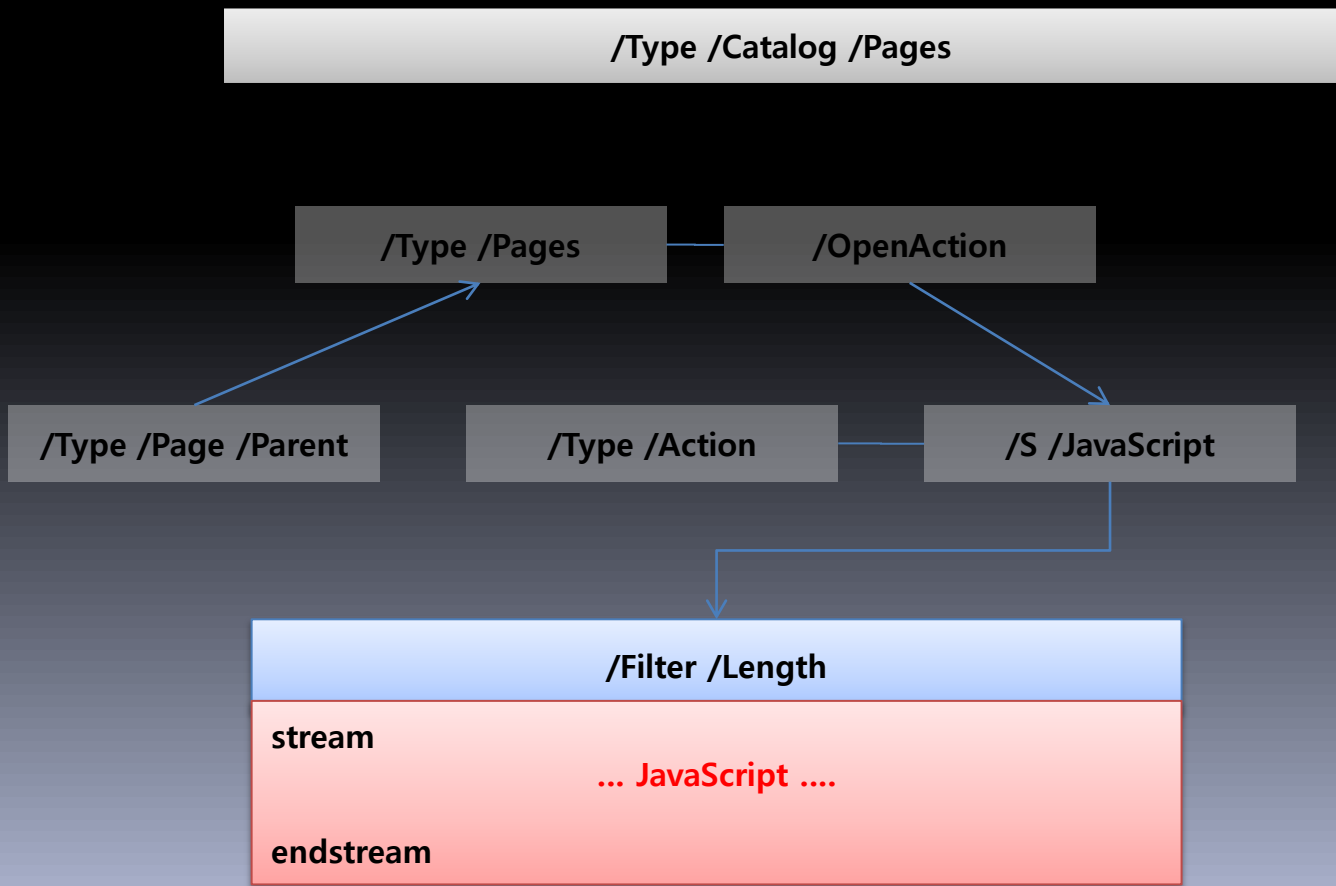 /Type /Catalog /Pages
/Type /Pages
/OpenAction
/Type /Page /Parent
/Type /Action
/S /JavaScript
/Filter /Length
stream
... JavaScript ....
endstream